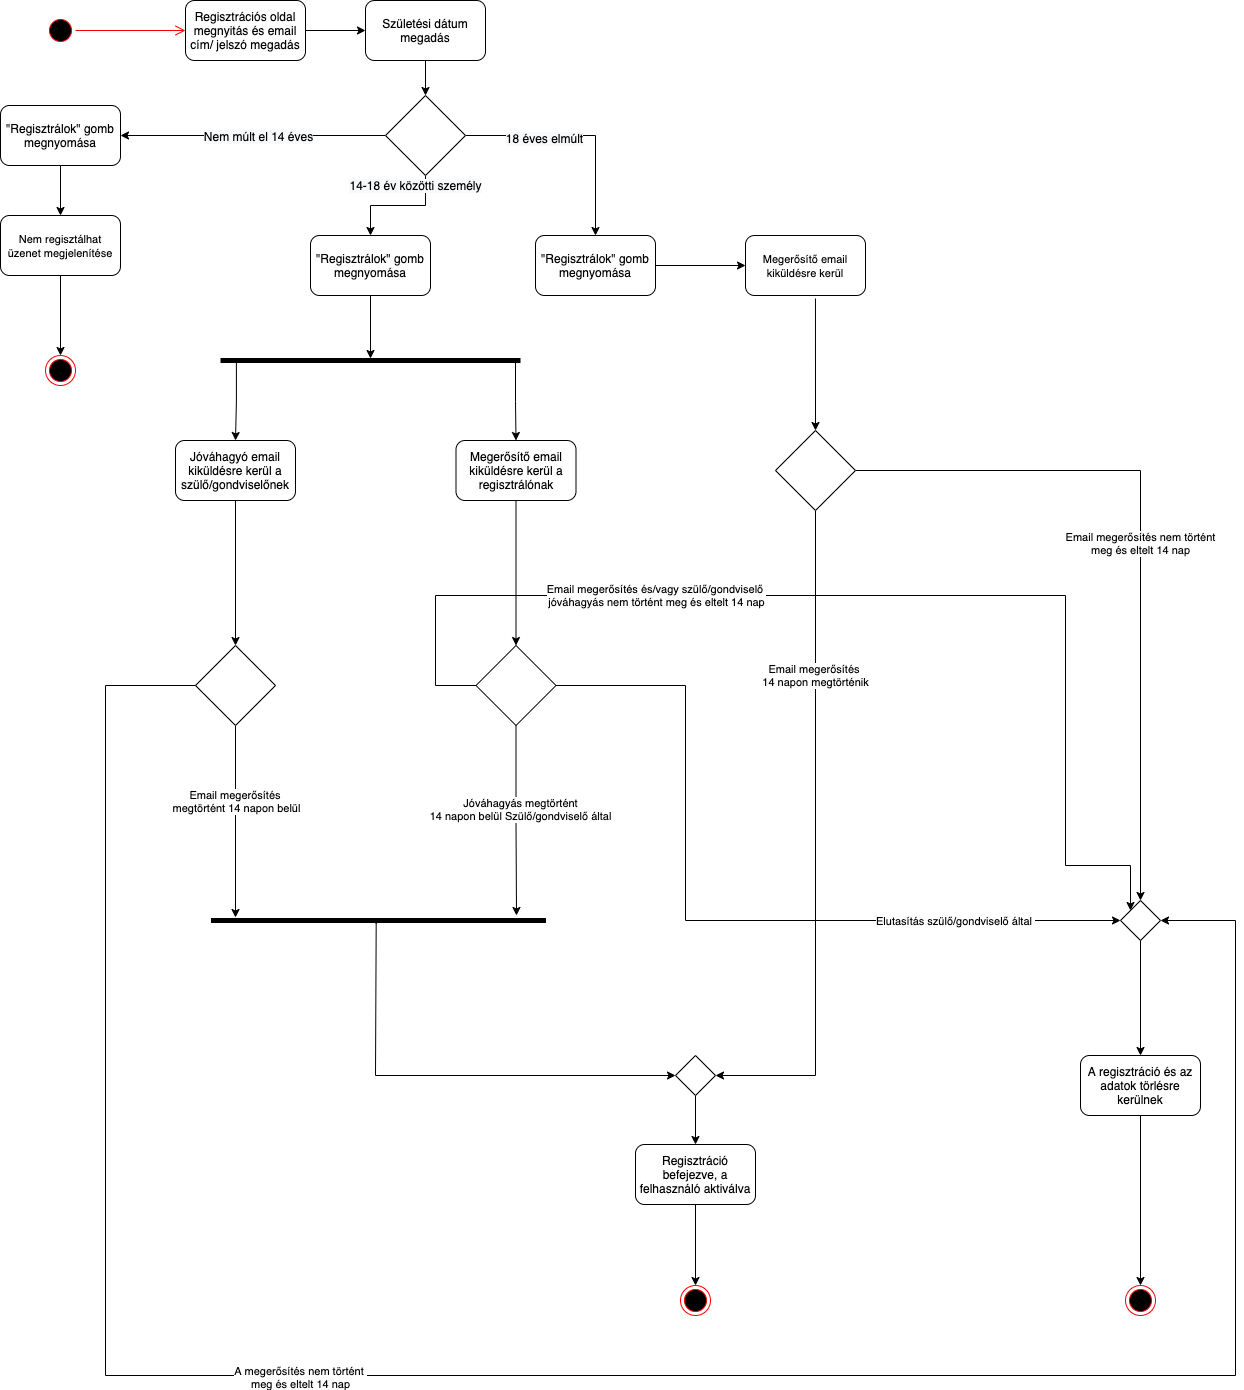 Regisztrációs oldal
megnyitás és email
cím/ jelszó megadás
Születési dátum
megadás
"Regisztrálok" gomb
megnyomása
Nem múlt el 14 éves
18 éves elmúlt
14-18 év közötti személy
Nem regisztálhat
üzenet megjelenítése
"Regisztrálok" gomb
megnyomása
"Regisztrálok" gomb
megnyomása
Megerősítő email
kiküldésre kerül
Jóváhagyó email
kiküldésre kerül a
szülő/gondviselőnek
Megerősítő email
kiküldésre kerül a
regisztrálónak
Email megerősítés nem történt
meg és eltelt 14 nap
Email megerősítés és/vagy szülő/gondviselő
jóváhagyás nem történt meg és eltelt 14 nap
Email megerősítés
14 napon megtörténik
Email megerősítés
megtörtént 14 napon belül
Jóváhagyás megtörtént
14 napon belül Szülő/gondviselő által
Elutasítás szülő/gondviselő által
A regisztráció és az
adatok törlésre
kerülnek
Regisztráció
befejezve, a
felhasználó aktiválva
A megerősítés nem történt
meg és eltelt 14 nap